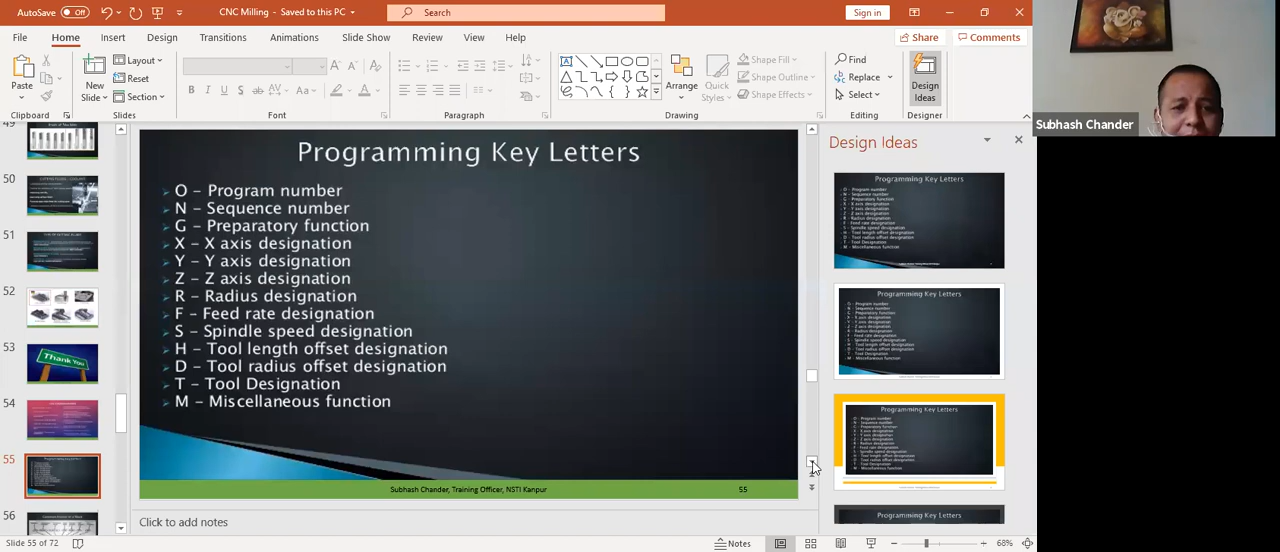 AutoSave Off
CNC Milling - Saved to this PC
Search
Sign in
File Home Insert Design Transitions Animations Slide Show Review View Help
Share Comments
Paste
New
Slide
Layout
Reset
Section
Arrange
Quick
Styles
Shape Fill
Shape Outline
Shape Effects
Find
Replace
Select
Design
Ideas
Clipboard Slides Font Paragraph Drawing Editing Designer
Subhash Chander
49
50
51
52
53
Thank You
54
55
56
Programming Key Letters
O – Program number
N – Sequence number
G – Preparatory function
X – X axis designation
Y – Y axis designation
Z – Z axis designation
R – Radius designation
F – Feed rate designation
S – Spindle speed designation
H – Tool length offset designation
D – Tool radius offset designation
T – Tool Designation
M – Miscellaneous function
Subhash Chander, Training Officer, NSTI Kanpur 55
Click to add notes
Design Ideas
Programming Key Letters
Programming Key Letters
Programming Key Letters
Programming Key Letters
Slide 55 of 72
Notes
68%